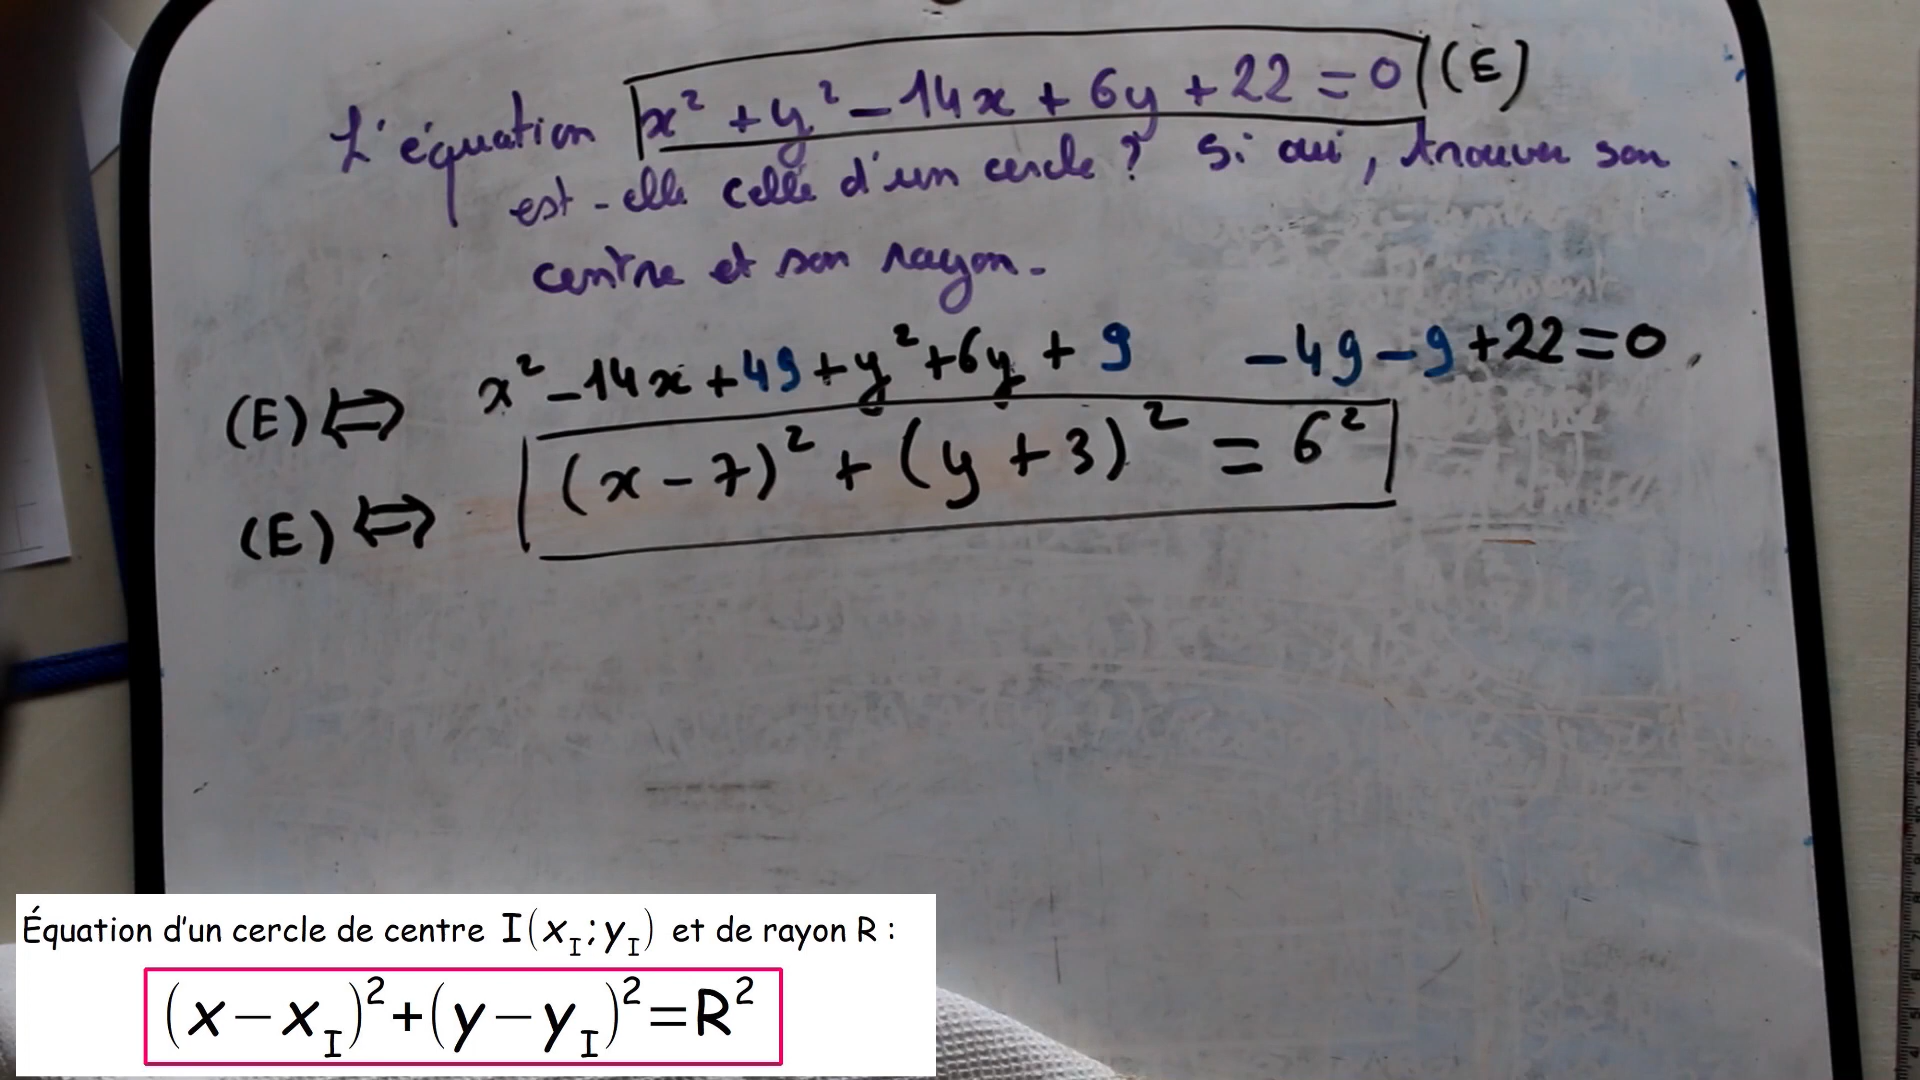 L'équation x² + y² - 14x + 6y + 22 = 0 (E)
est-elle celle d'un cercle ? Si oui, trouver son
centre et son rayon.
(E) ⟺ x² - 14x + 49 + y² + 6y + 9 - 49 - 9 + 22 = 0
(E) ⟺ (x - 7)² + (y + 3)² = 6²
Équation d'un cercle de centre I(x_I ; y_I) et de rayon R :
(x - x_I)² + (y - y_I)² = R²